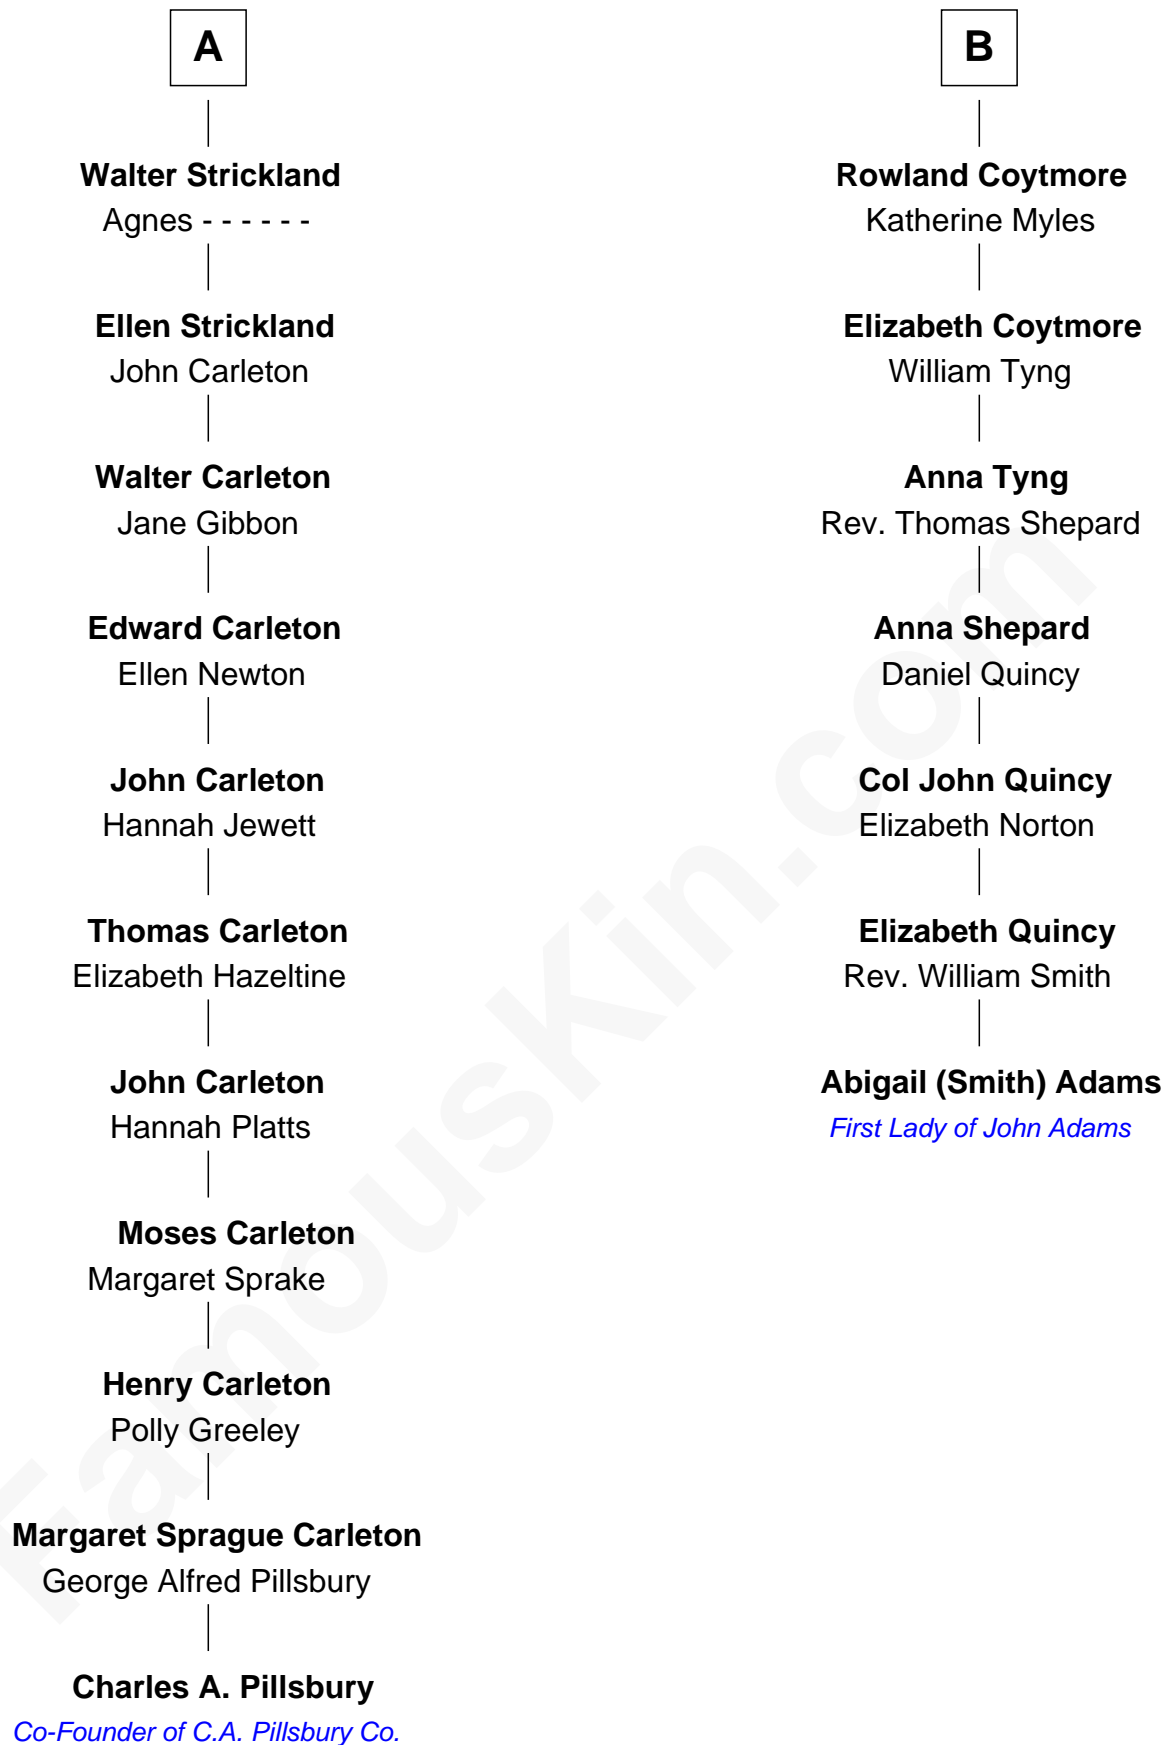 A
Walter Strickland
Agnes - - - - - -
Ellen Strickland
John Carleton
Walter Carleton
Jane Gibbon
Edward Carleton
Ellen Newton
John Carleton
Hannah Jewett
Thomas Carleton
Elizabeth Hazeltine
John Carleton
Hannah Platts
Moses Carleton
Margaret Sprake
Henry Carleton
Polly Greeley
Margaret Sprague Carleton
George Alfred Pillsbury
Charles A. Pillsbury
Co-Founder of C.A. Pillsbury Co.
B
Rowland Coytmore
Katherine Myles
Elizabeth Coytmore
William Tyng
Anna Tyng
Rev. Thomas Shepard
Anna Shepard
Daniel Quincy
Col John Quincy
Elizabeth Norton
Elizabeth Quincy
Rev. William Smith
Abigail (Smith) Adams
First Lady of John Adams
FamousKin.com